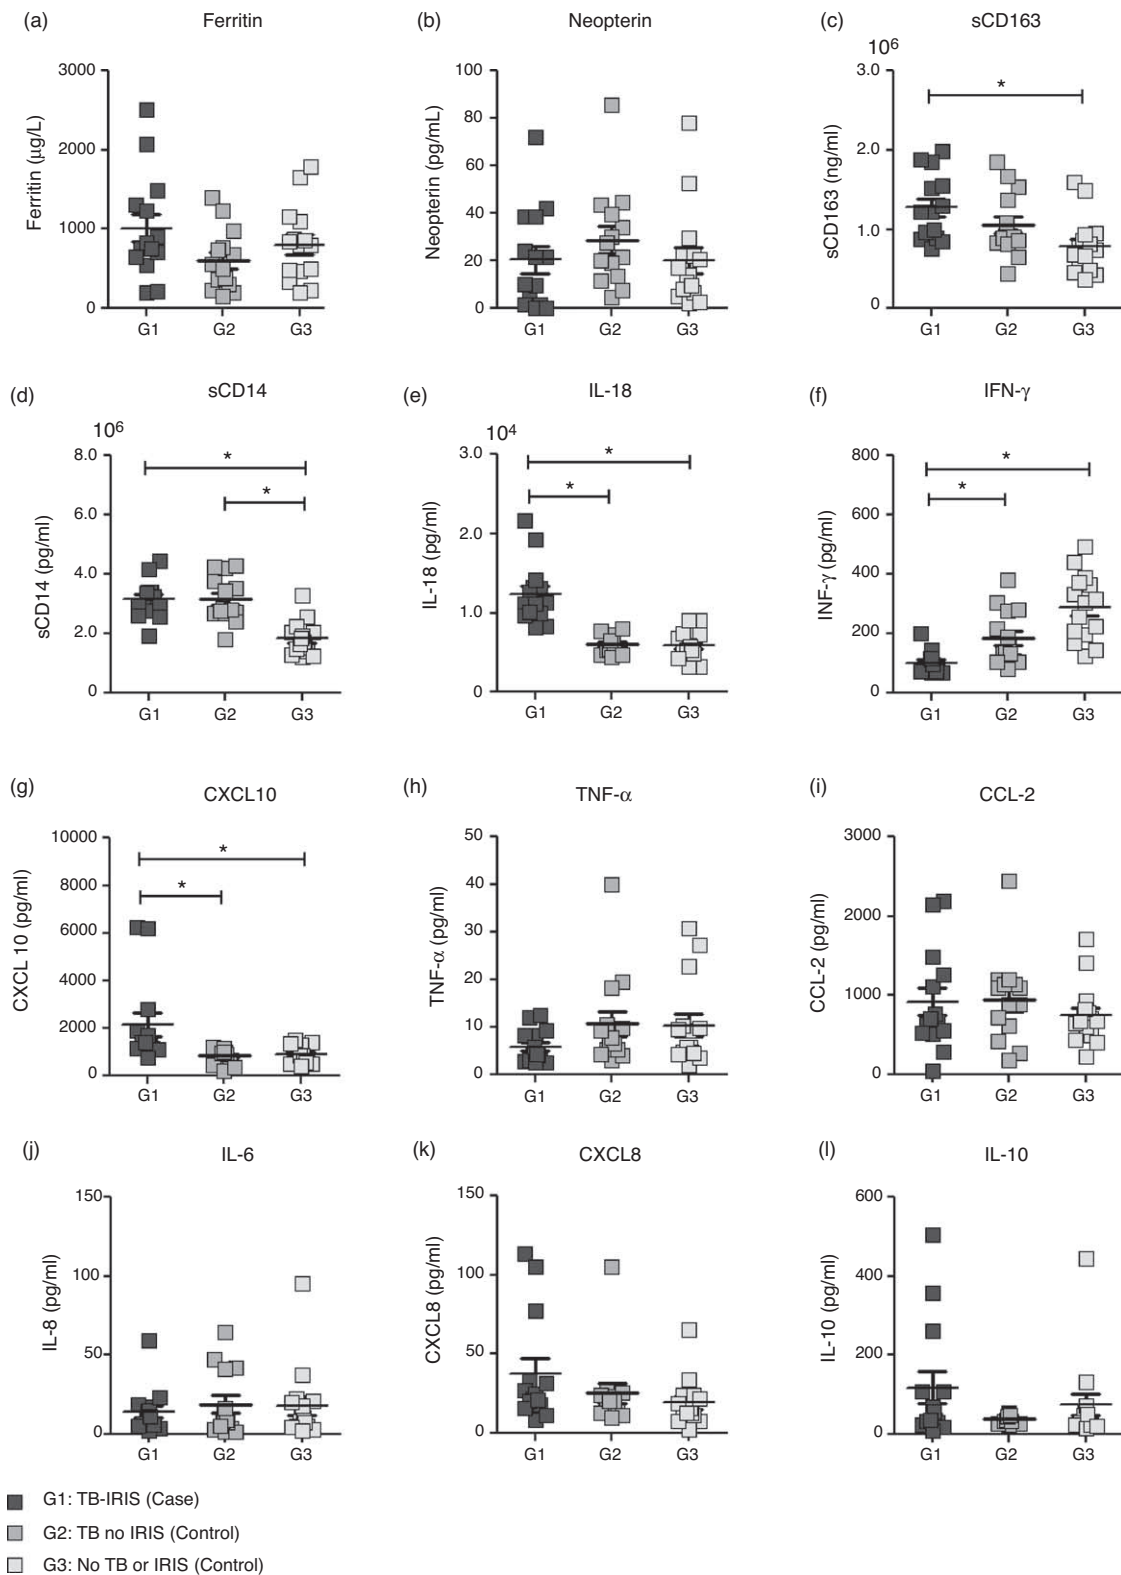 (a) Ferritin
Ferritin (µg/L)
3000
2000
1000
0
G1 G2 G3
(b) Neopterin
Neopterin (pg/mL)
100
80
60
40
20
0
G1 G2 G3
(c) sCD163
10⁶
sCD163 (ng/ml)
3.0
*
2.0
1.0
0
G1 G2 G3
(d) sCD14
10⁶
sCD14 (pg/ml)
8.0
*
*
6.0
4.0
2.0
0
G1 G2 G3
(e) IL-18
10⁴
IL-18 (pg/ml)
3.0
*
*
2.0
1.0
0
G1 G2 G3
(f) IFN-γ
INF-γ (pg/ml)
800
*
*
600
400
200
0
G1 G2 G3
(g) CXCL10
CXCL 10 (pg/ml)
10000
*
8000
*
6000
4000
2000
0
G1 G2 G3
(h) TNF-α
TNF-α (pg/ml)
50
40
30
20
10
0
G1 G2 G3
(i) CCL-2
CCL-2 (pg/ml)
3000
2000
1000
0
G1 G2 G3
(j) IL-6
IL-8 (pg/ml)
150
100
50
0
G1 G2 G3
(k) CXCL8
CXCL8 (pg/ml)
150
100
50
0
G1 G2 G3
(l) IL-10
IL-10 (pg/ml)
600
400
200
0
G1 G2 G3
G1: TB-IRIS (Case)
G2: TB no IRIS (Control)
G3: No TB or IRIS (Control)